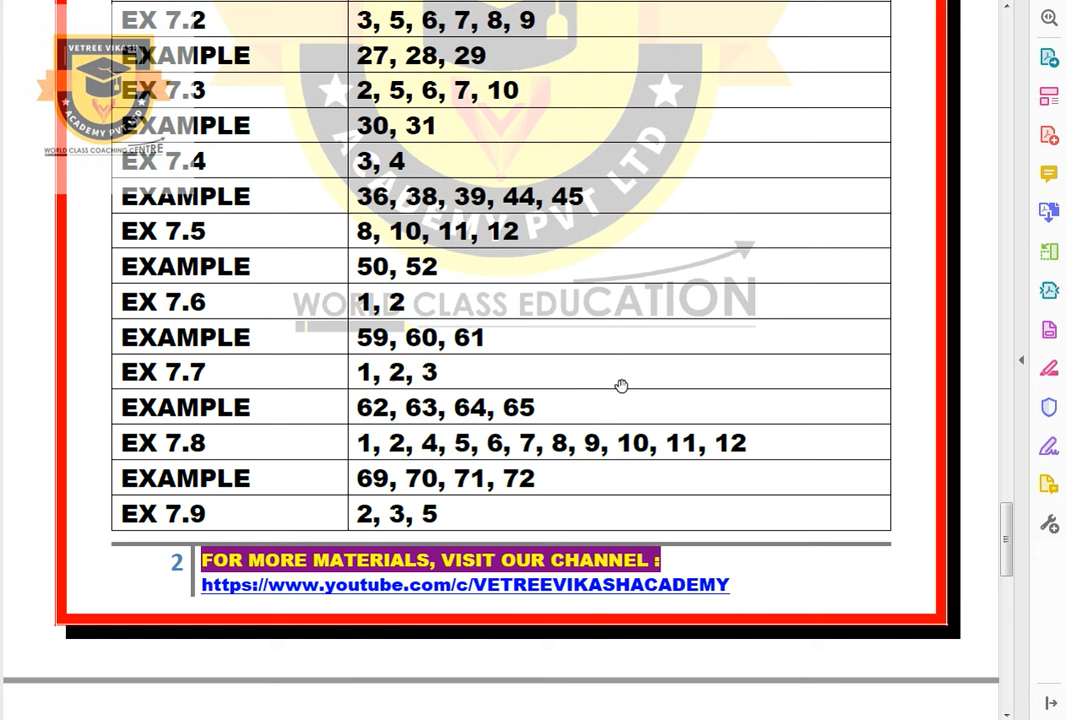 EX 7.2 3, 5, 6, 7, 8, 9
EXAMPLE 27, 28, 29
EX 7.3 2, 5, 6, 7, 10
EXAMPLE 30, 31
EX 7.4 3, 4
EXAMPLE 36, 38, 39, 44, 45
EX 7.5 8, 10, 11, 12
EXAMPLE 50, 52
EX 7.6 1, 2
EXAMPLE 59, 60, 61
EX 7.7 1, 2, 3
EXAMPLE 62, 63, 64, 65
EX 7.8 1, 2, 4, 5, 6, 7, 8, 9, 10, 11, 12
EXAMPLE 69, 70, 71, 72
EX 7.9 2, 3, 5
2 FOR MORE MATERIALS, VISIT OUR CHANNEL :
https://www.youtube.com/c/VETREEVIKASHACADEMY
VETREE VIKASH
ACADEMY PVT LTD
WORLD CLASS COACHING CENTRE
ACADEMY PVT LTD
WORLD CLASS EDUCATION